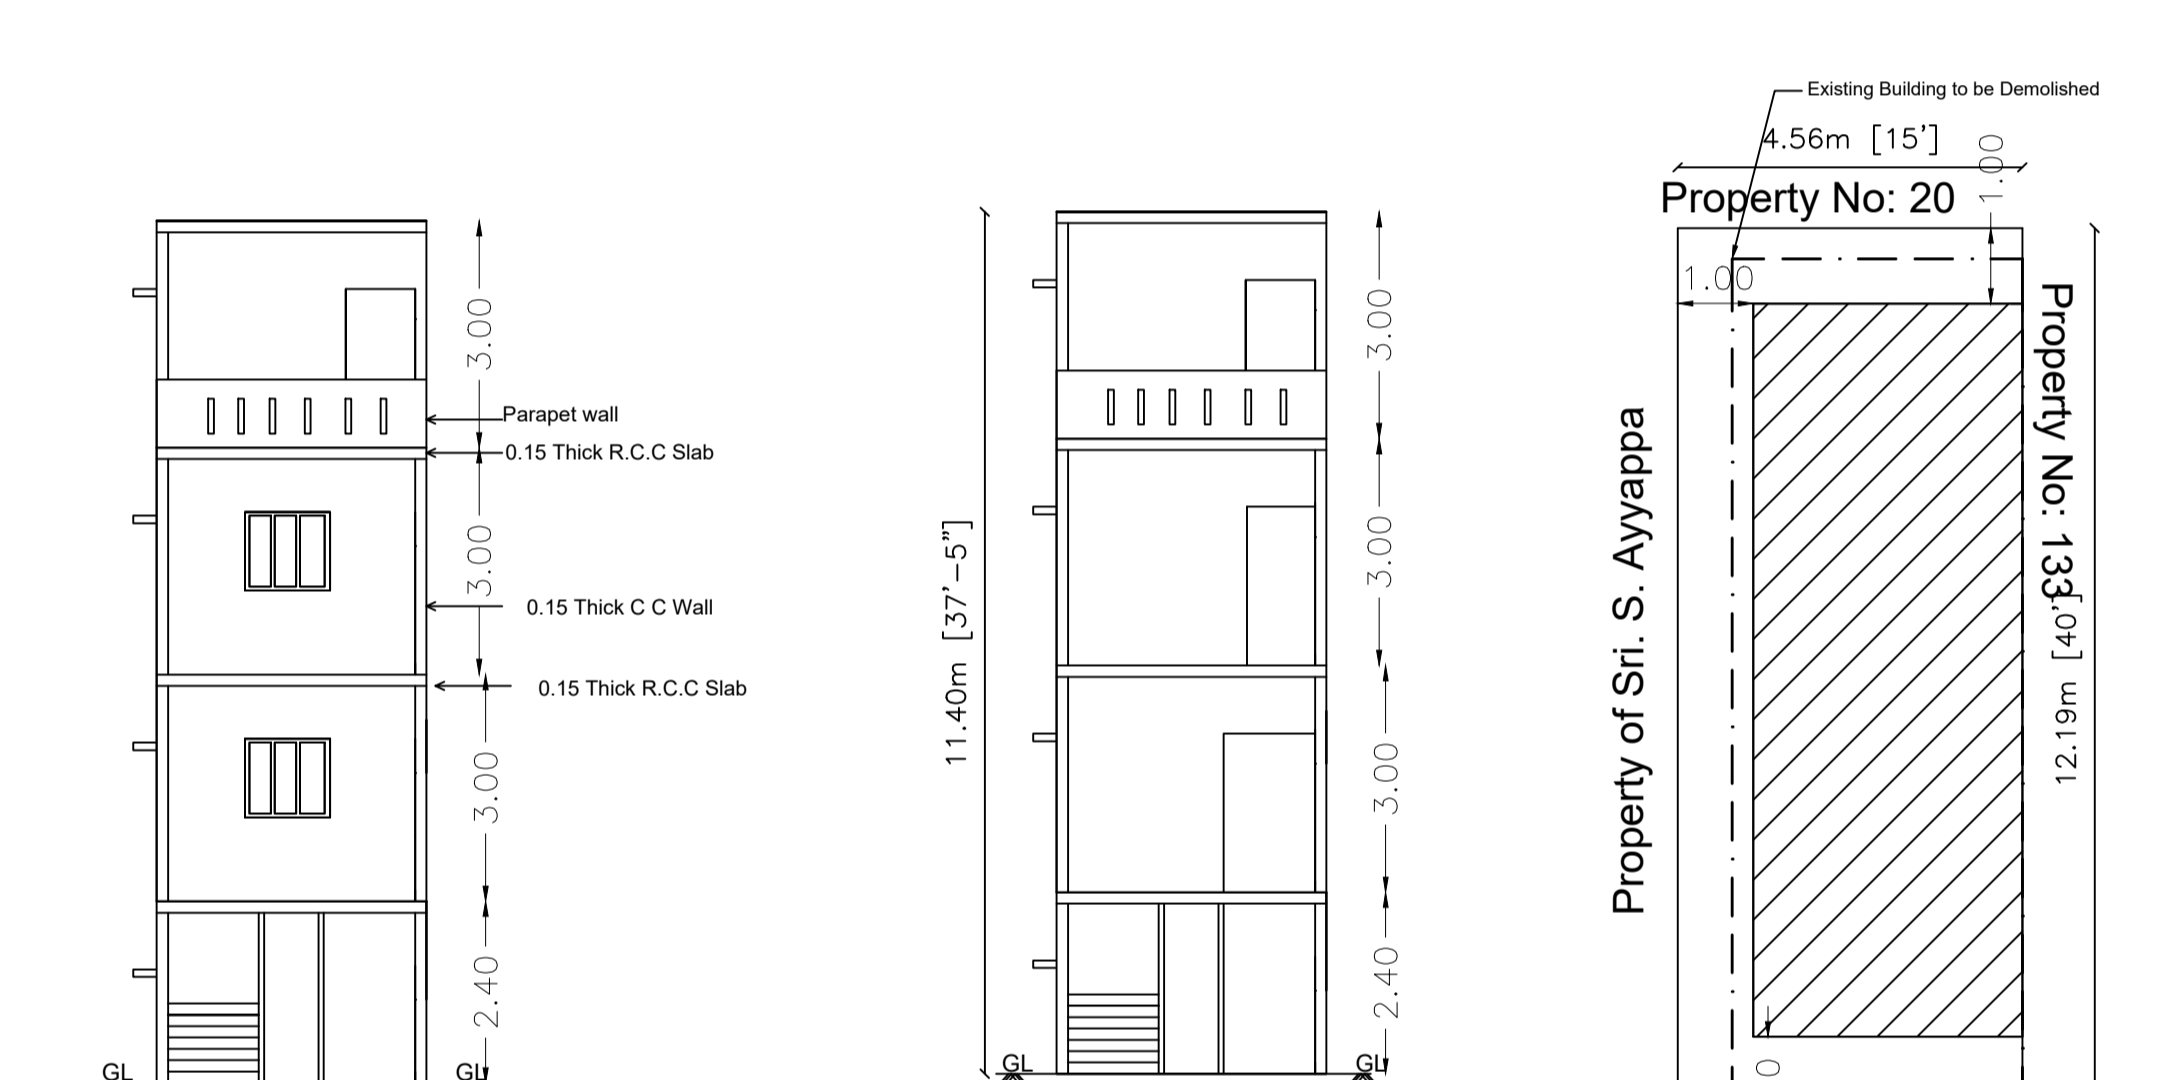 3.00
Parapet wall
0.15 Thick R.C.C Slab
3.00
0.15 Thick C C Wall
0.15 Thick R.C.C Slab
3.00
2.40
GL
GL
11.40m [37'-5"]
3.00
3.00
3.00
2.40
GL
GL
Existing Building to be Demolished
4.56m [15']
1.00
Property No: 20
1.00
Property of Sri. S. Ayyappa
Property No: 133
12.19m [40']